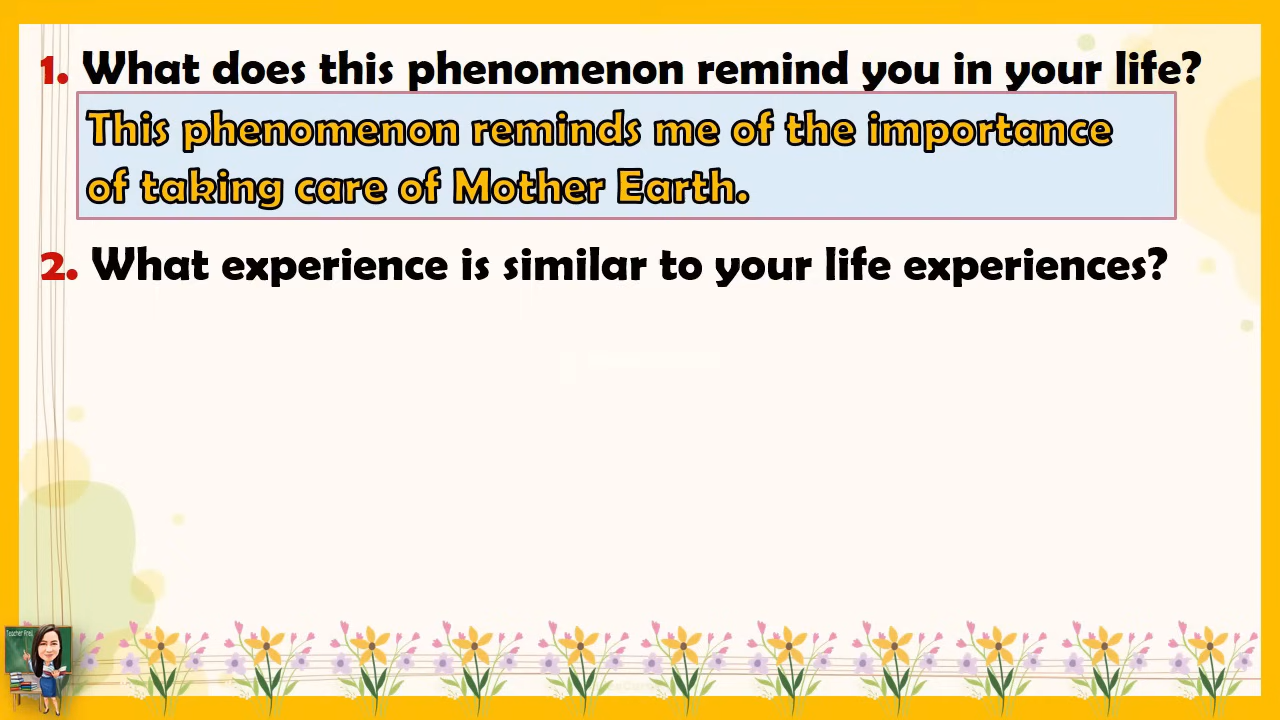 1. What does this phenomenon remind you in your life?
This phenomenon reminds me of the importance
of taking care of Mother Earth.
2. What experience is similar to your life experiences?